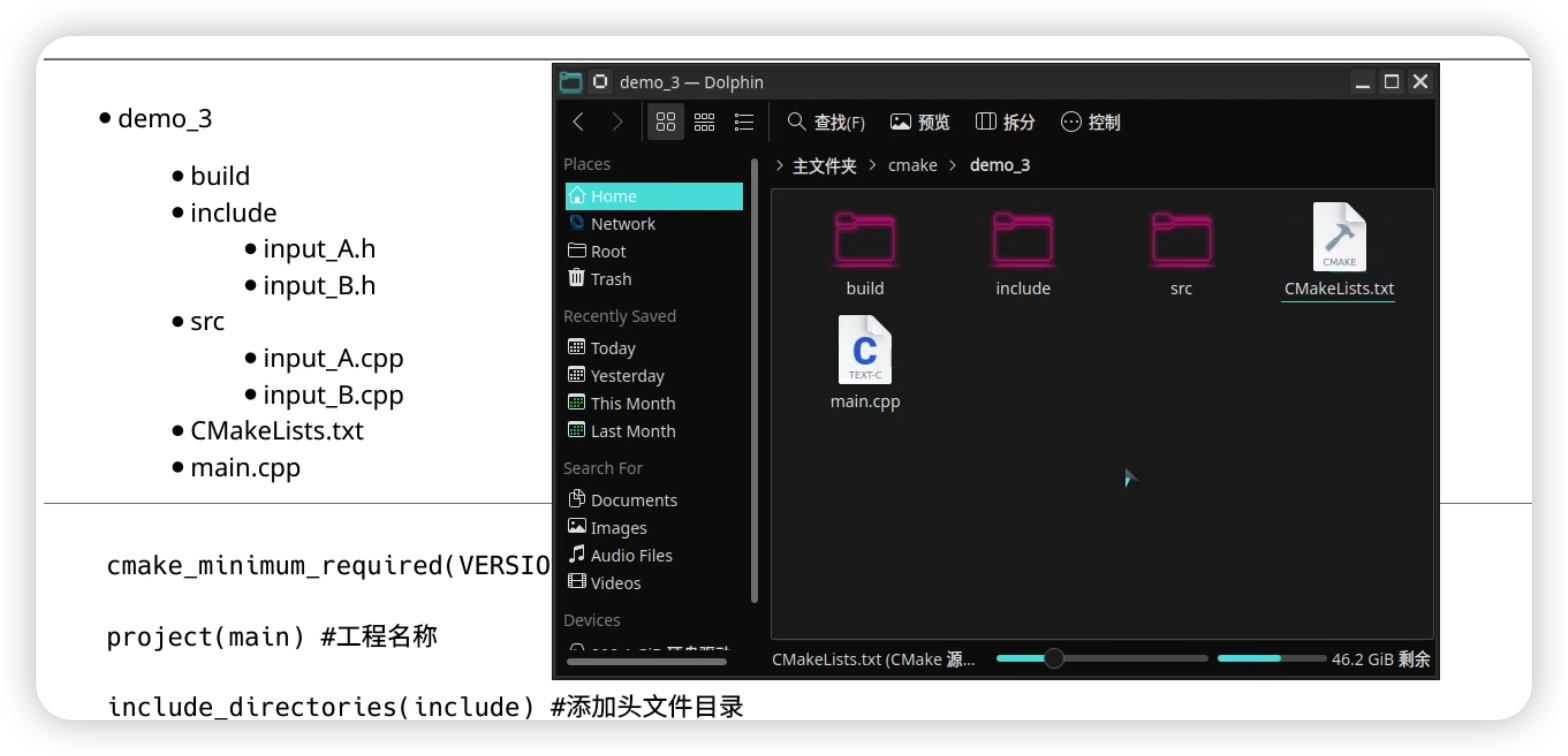 demo_3
build
include
input_A.h
input_B.h
src
input_A.cpp
input_B.cpp
CMakeLists.txt
main.cpp
cmake_minimum_required(VERSIO
project(main) #工程名称
include_directories(include) #添加头文件目录
demo_3 — Dolphin
查找(F) 预览 拆分 控制
Places
Home
Network
Root
Trash
Recently Saved
Today
Yesterday
This Month
Last Month
Search For
Documents
Images
Audio Files
Videos
Devices
主文件夹 > cmake > demo_3
build include src CMakeLists.txt
CMAKE
TEXT-C
main.cpp
CMakeLists.txt (CMake 源...
46.2 GiB 剩余